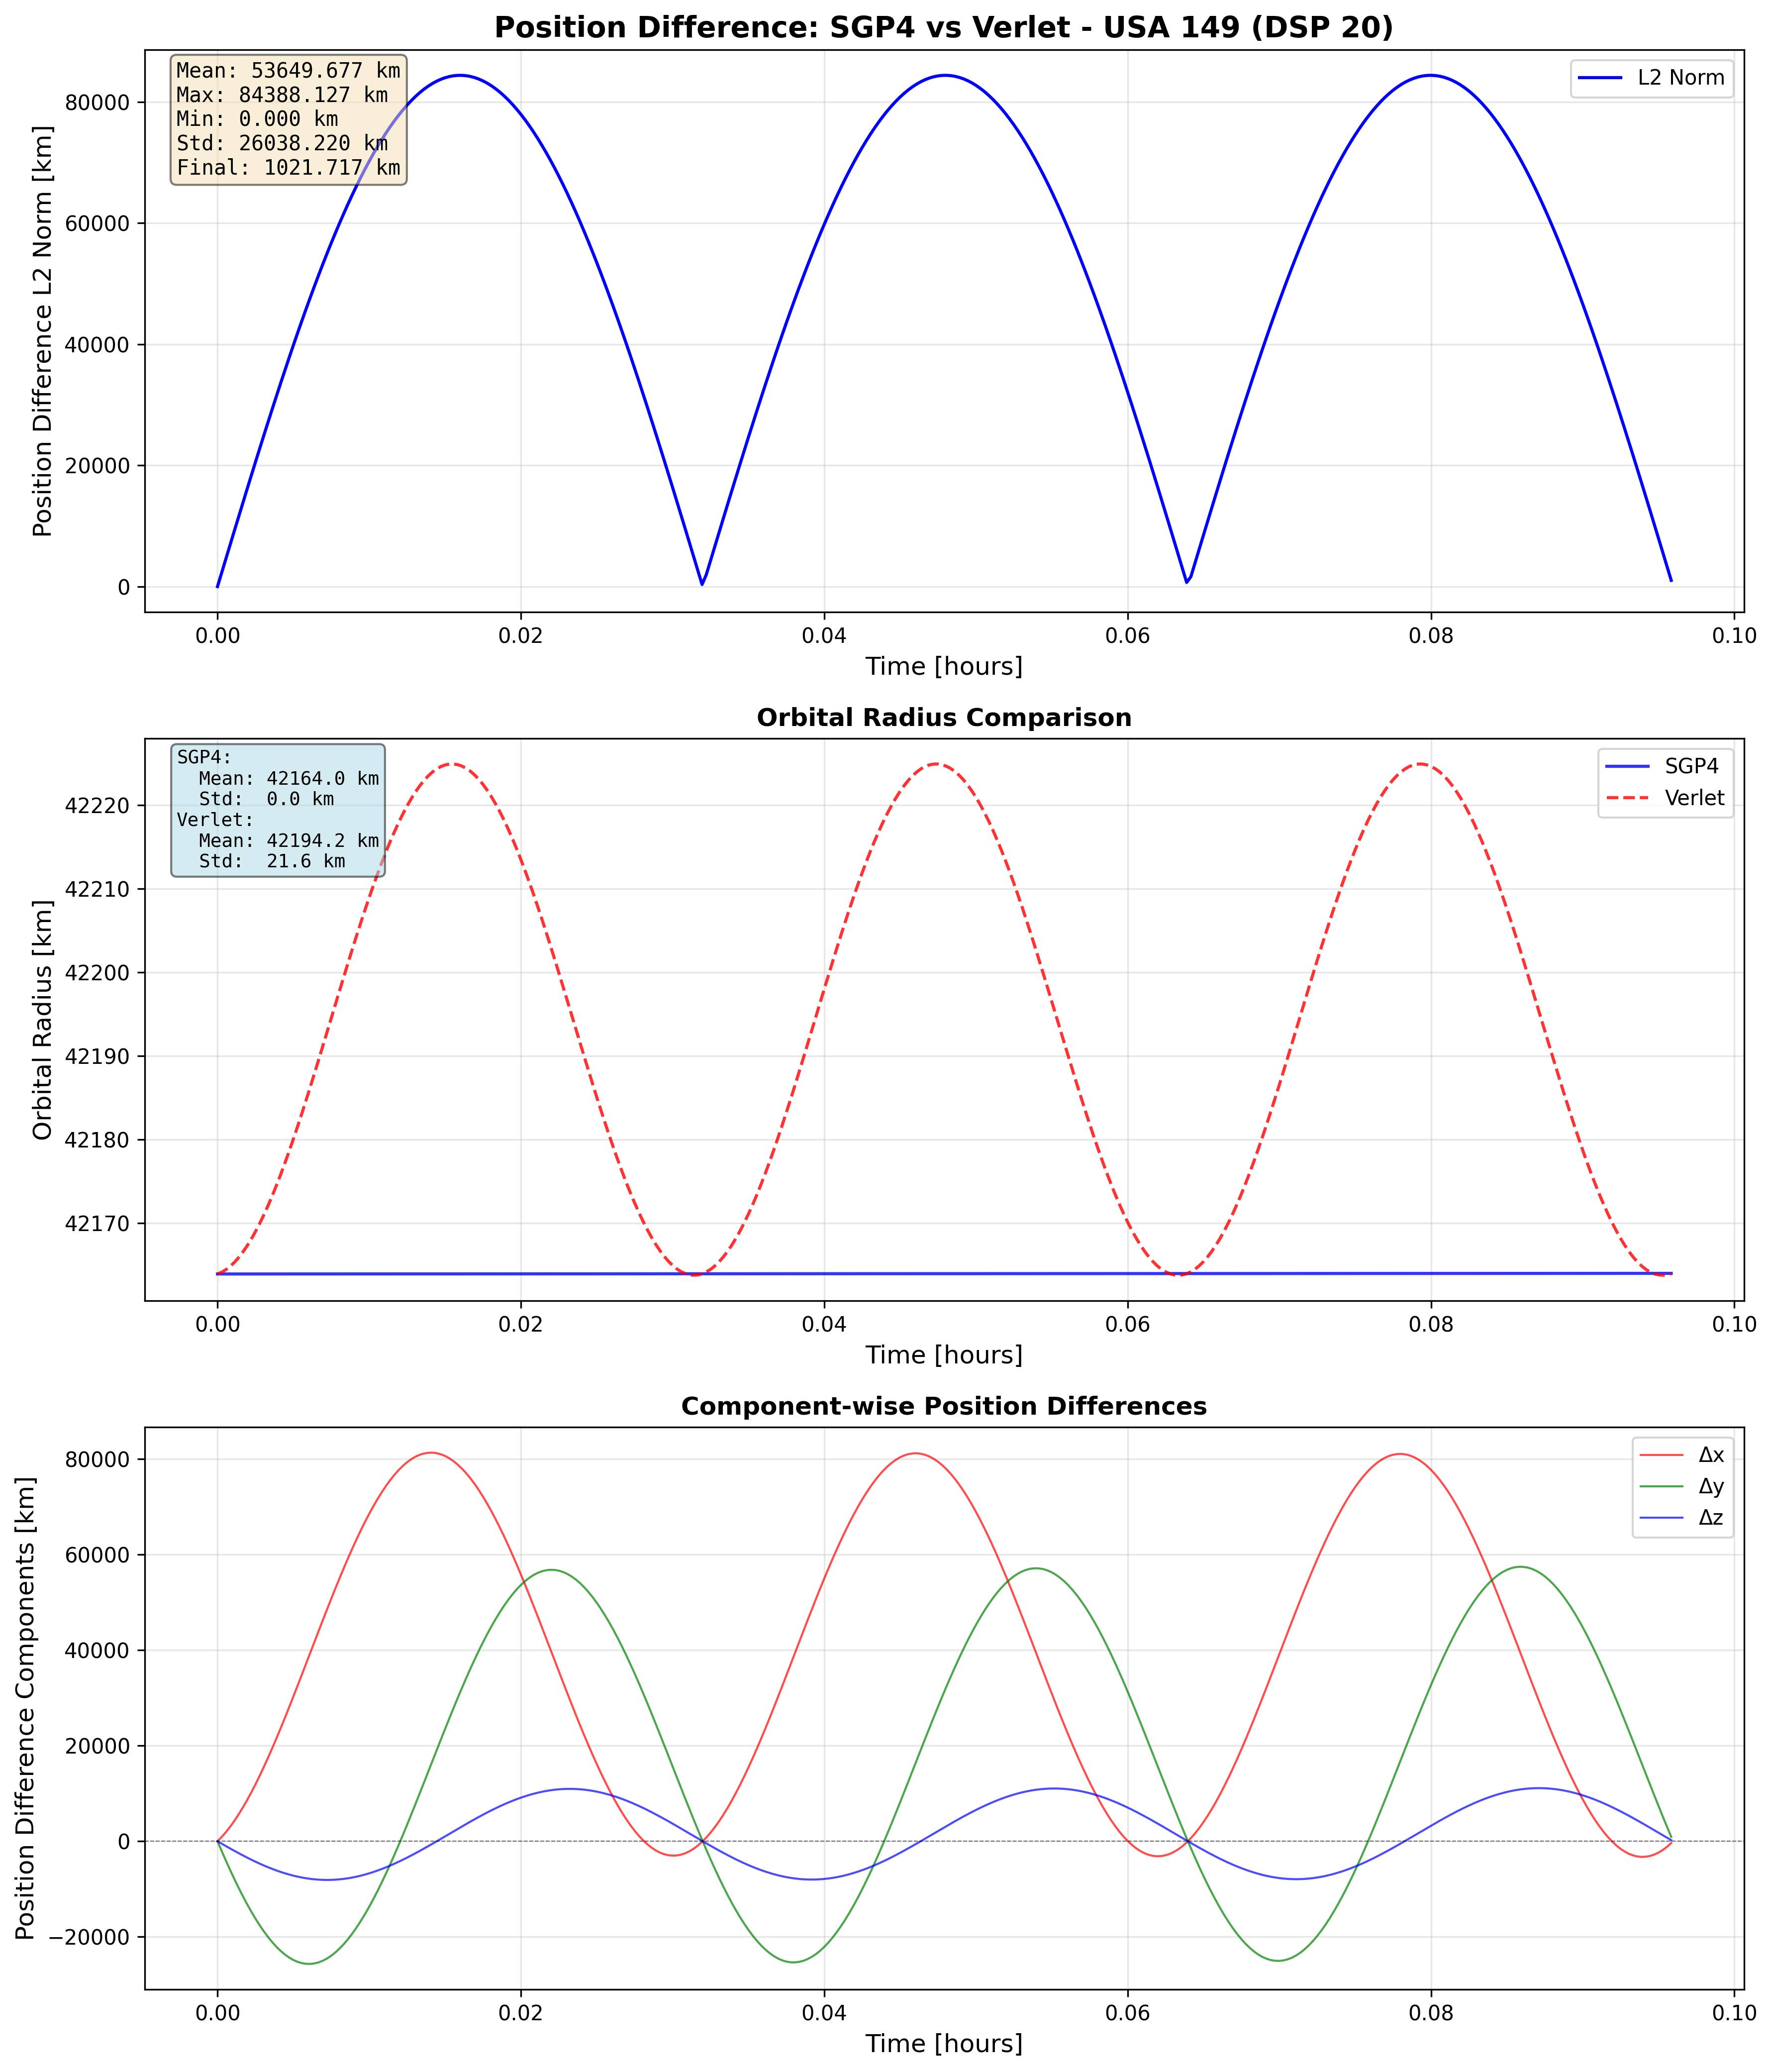 Position Difference: SGP4 vs Verlet - USA 149 (DSP 20)
Mean: 53649.677 km
Max: 84388.127 km
Min: 0.000 km
Std: 26038.220 km
Final: 1021.717 km
L2 Norm
Position Difference L2 Norm [km]
80000
60000
40000
20000
0
0.00 0.02 0.04 0.06 0.08 0.10
Time [hours]
Orbital Radius Comparison
SGP4:
Mean: 42164.0 km
Std: 0.0 km
Verlet:
Mean: 42194.2 km
Std: 21.6 km
SGP4
Verlet
Orbital Radius [km]
42220
42210
42200
42190
42180
42170
0.00 0.02 0.04 0.06 0.08 0.10
Time [hours]
Component-wise Position Differences
Δx
Δy
Δz
Position Difference Components [km]
80000
60000
40000
20000
0
−20000
0.00 0.02 0.04 0.06 0.08 0.10
Time [hours]